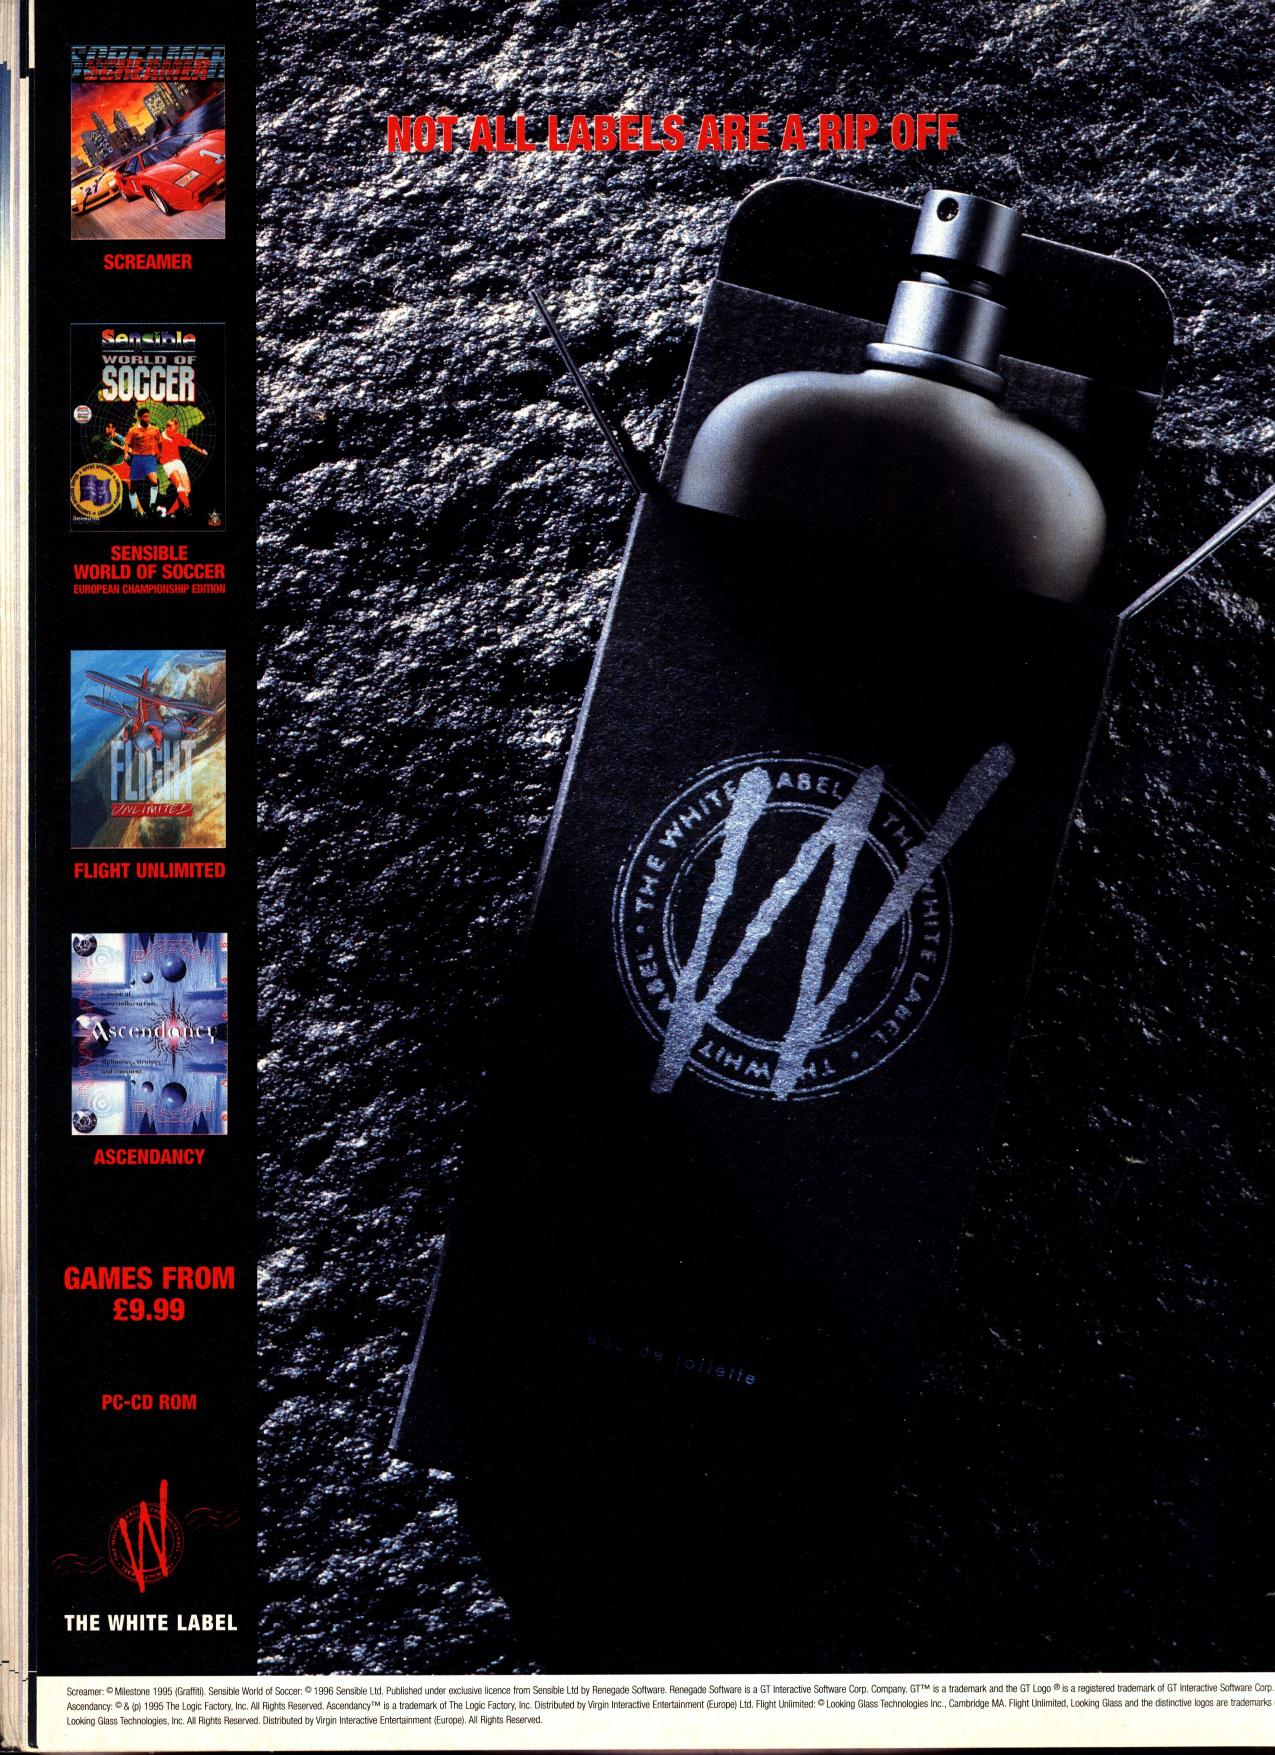 SCREAMER
SCREAMER
Sensible
WORLD OF
SOCCER
SENSIBLE
WORLD OF SOCCER
EUROPEAN CHAMPIONSHIP EDITION
FLIGHT
UNLIMITED
FLIGHT UNLIMITED
Ascendancy
ASCENDANCY
GAMES FROM
£9.99
PC-CD ROM
W
THE WHITE LABEL
NOT ALL LABELS ARE A RIP OFF
W
THE WHITE LABEL • THE WHITE LABEL • THE WHITE LABEL •
eau de toilette
Screamer: © Milestone 1995 (Graffiti). Sensible World of Soccer: © 1996 Sensible Ltd. Published under exclusive licence from Sensible Ltd by Renegade Software. Renegade Software is a GT Interactive Software Corp. Company. GT™ is a trademark and the GT Logo ® is a registered trademark of GT Interactive Software Corp.
Ascendancy: © & (p) 1995 The Logic Factory, Inc. All Rights Reserved. Ascendancy™ is a trademark of The Logic Factory, Inc. Distributed by Virgin Interactive Entertainment (Europe) Ltd. Flight Unlimited: © Looking Glass Technologies Inc., Cambridge MA. Flight Unlimited, Looking Glass and the distinctive logos are trademarks
Looking Glass Technologies, Inc. All Rights Reserved. Distributed by Virgin Interactive Entertainment (Europe). All Rights Reserved.